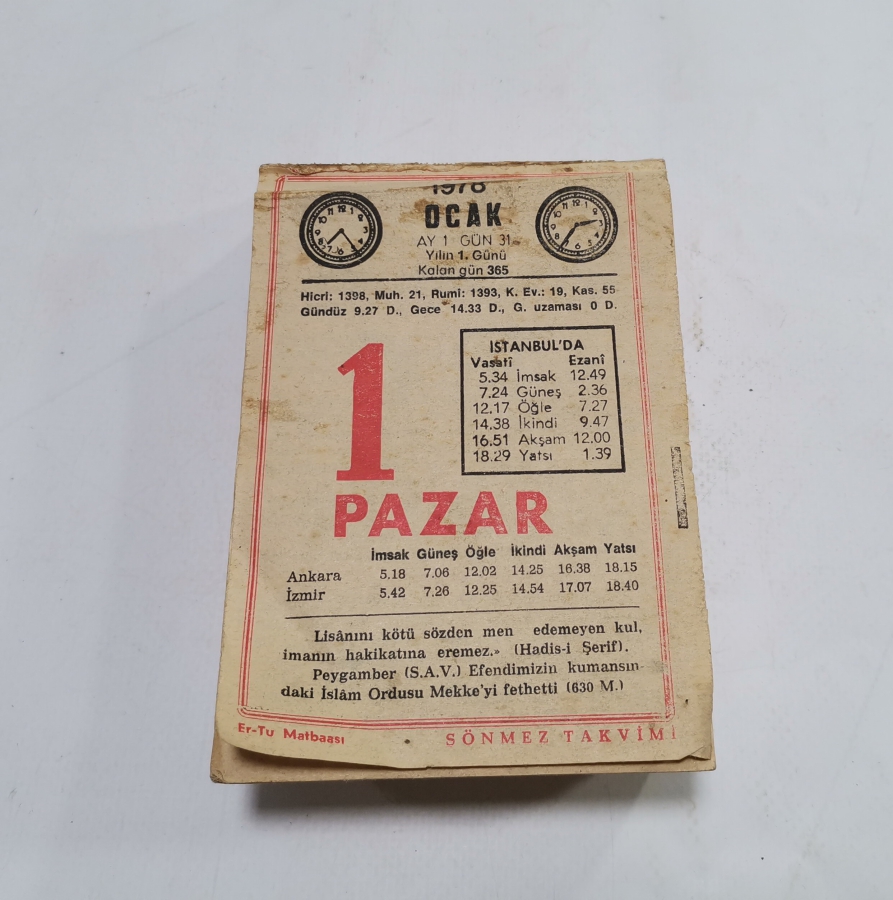 1978
OCAK
AY 1 GÜN 31
Yılın 1. Günü
Kalan gün 365
Hicri: 1398, Muh. 21, Rumi: 1393, K. Ev.: 19, Kas. 55
Gündüz 9.27 D., Gece 14.33 D., G. uzaması 0 D.
1
PAZAR
İSTANBUL'DA
Vasatî Ezanî
5.34 İmsak 12.49
7.24 Güneş 2.36
12.17 Öğle 7.27
14.38 İkindi 9.47
16.51 Akşam 12.00
18.29 Yatsı 1.39
İmsak Güneş Öğle İkindi Akşam Yatsı
Ankara 5.18 7.06 12.02 14.25 16.38 18.15
İzmir 5.42 7.26 12.25 14.54 17.07 18.40
Lisânını kötü sözden men edemeyen kul,
imanın hakikatına eremez.» (Hadis-i Şerif).
Peygamber (S.A.V.) Efendimizin kumansın-
daki İslâm Ordusu Mekke'yi fethetti (630 M.)
Er-Tu Matbaası
SÖNMEZ TAKVİMİ